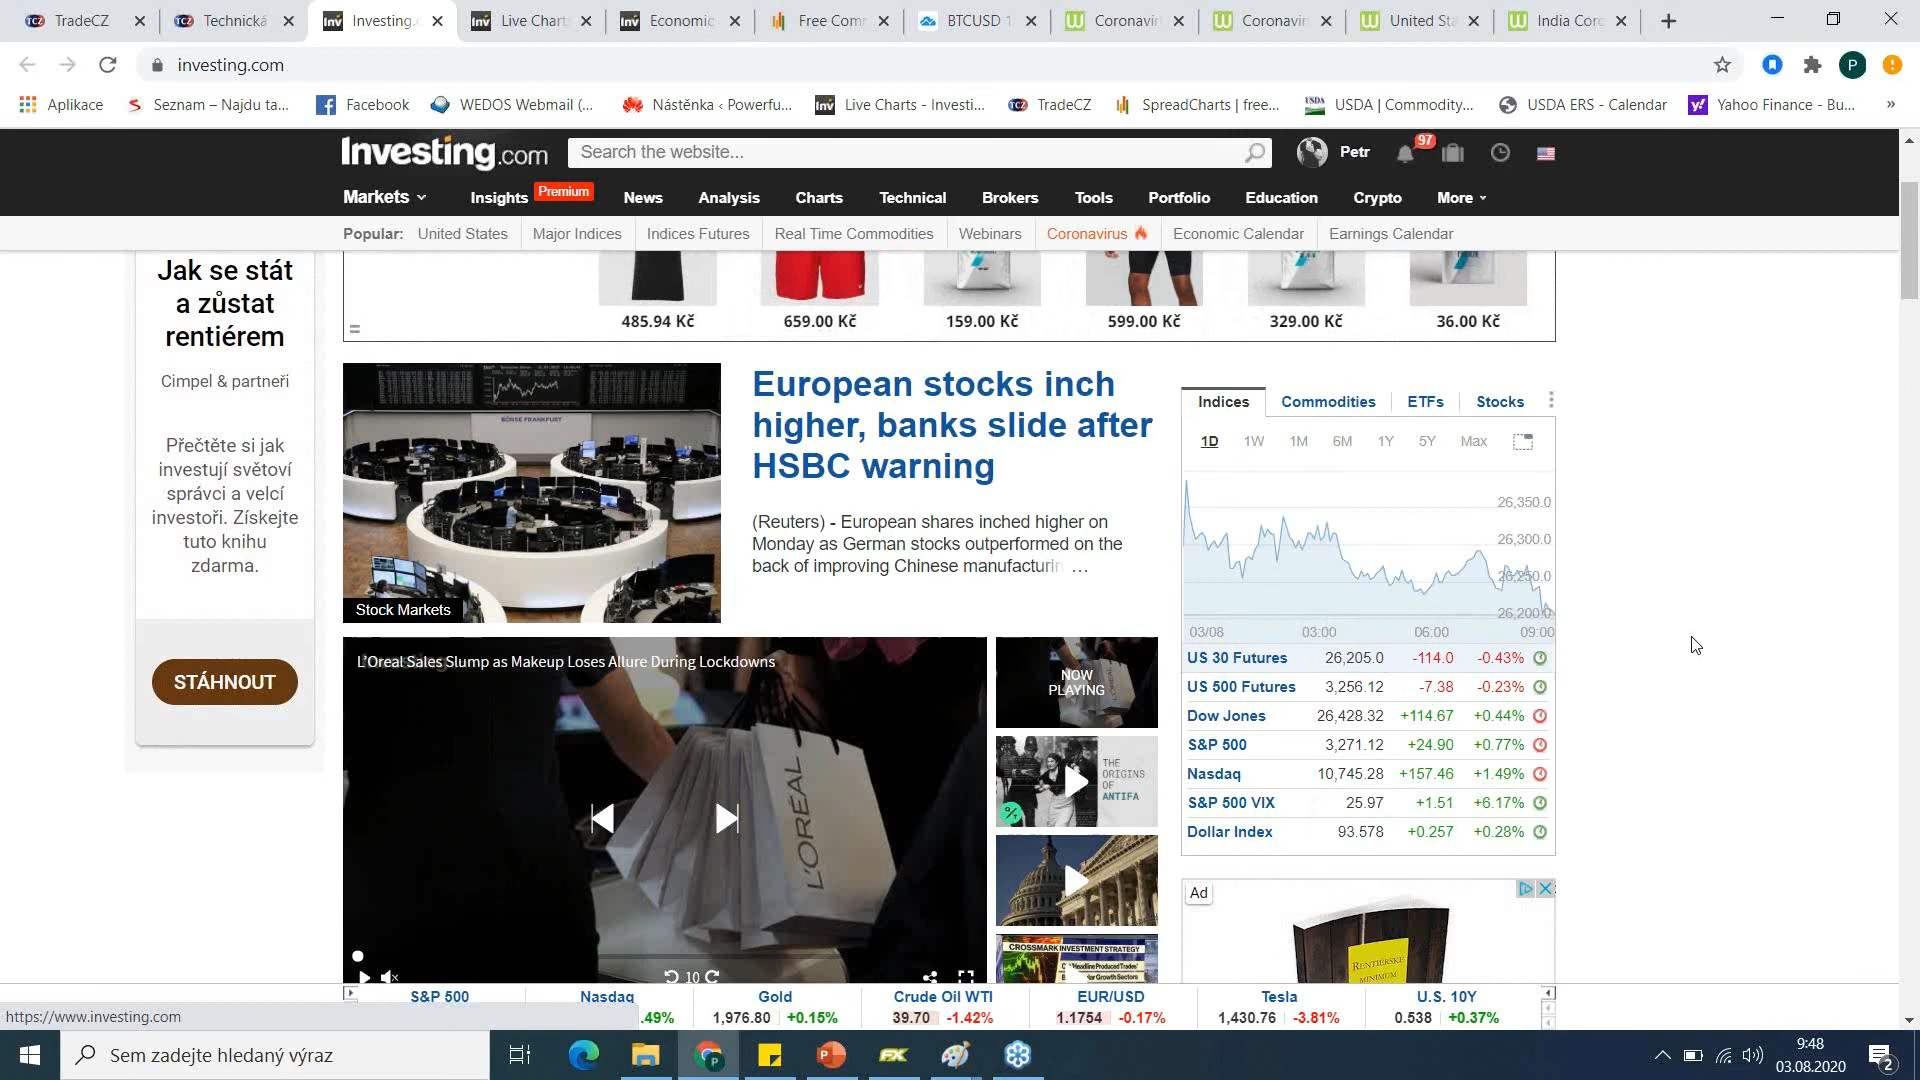 TradeCZ
Technická
Investing.
Live Chart
Economic
Free Com
BTCUSD 1
Coronavir
Coronavir
United Sta
India Cor
investing.com
P
Aplikace
Seznam – Najdu ta...
Facebook
WEDOS Webmail (...
Nástěnka ‹ Powerfu...
Live Charts - Investi...
TradeCZ
SpreadCharts | free...
USDA | Commodity...
USDA ERS - Calendar
Yahoo Finance - Bu...
»
Investing.com
Search the website...
Petr
97
Markets
Insights
Premium
News
Analysis
Charts
Technical
Brokers
Tools
Portfolio
Education
Crypto
More
Popular:
United States
Major Indices
Indices Futures
Real Time Commodities
Webinars
Coronavirus
Economic Calendar
Earnings Calendar
Jak se stát
a zůstat
rentiérem
Cimpel & partneři
Přečtěte si jak
investují světoví
správci a velcí
investoři. Získejte
tuto knihu
zdarma.
STÁHNOUT
485.94 Kč
659.00 Kč
159.00 Kč
599.00 Kč
329.00 Kč
36.00 Kč
BÖRSE FRANKFURT
Stock Markets
European stocks inch
higher, banks slide after
HSBC warning
(Reuters) - European shares inched higher on
Monday as German stocks outperformed on the
back of improving Chinese manufacturin ...
Indices
Commodities
ETFs
Stocks
1D
1W
1M
6M
1Y
5Y
Max
26,350.0
26,300.0
26,250.0
26,200.0
03/08
03:00
06:00
09:00
US 30 Futures 26,205.0 -114.0 -0.43%
US 500 Futures 3,256.12 -7.38 -0.23%
Dow Jones 26,428.32 +114.67 +0.44%
S&P 500 3,271.12 +24.90 +0.77%
Nasdaq 10,745.28 +157.46 +1.49%
S&P 500 VIX 25.97 +1.51 +6.17%
Dollar Index 93.578 +0.257 +0.28%
L'Oreal Sales Slump as Makeup Loses Allure During Lockdowns
L'ORÉAL
10
NOW
PLAYING
THE
ORIGINS
OF
ANTIFA
CROSSMARK INVESTMENT STRATEGY
Ad
RENTIÉRSKÉ
MINIMUM
S&P 500
Nasdaq
Gold
Crude Oil WTI
EUR/USD
Tesla
U.S. 10Y
.49%
1,976.80 +0.15%
39.70 -1.42%
1.1754 -0.17%
1,430.76 -3.81%
0.538 +0.37%
https://www.investing.com
Sem zadejte hledaný výraz
P
FX
9:48
03.08.2020
2